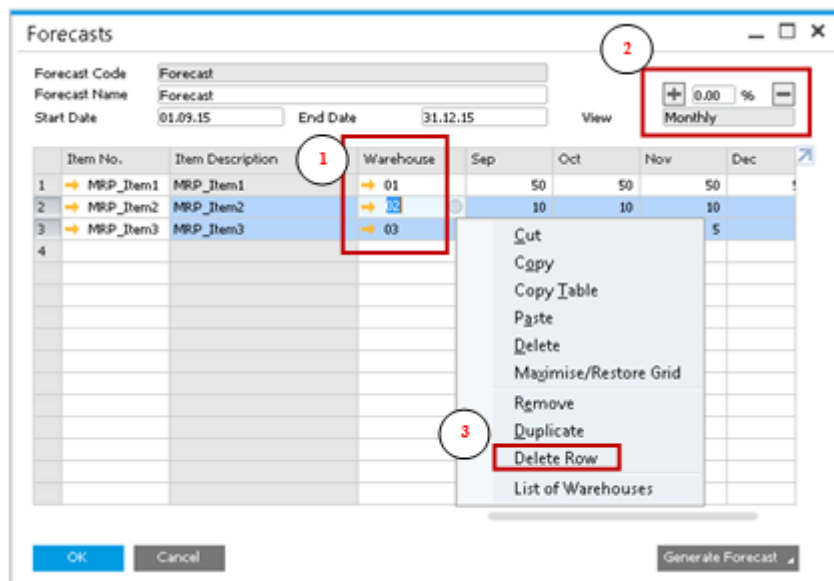 Forecasts
2
Forecast Code Forecast
Forecast Name Forecast
+ 0.00 % −
Start Date 01.09.15 End Date 31.12.15 View Monthly
1
Item No. Item Description Warehouse Sep Oct Nov Dec
1 MRP_Item1 MRP_Item1 01 50 50 50
2 MRP_Item2 MRP_Item2 02 10 10 10
3 MRP_Item3 MRP_Item3 03 5
4
Cut
Copy
Copy Table
Paste
Delete
Maximise/Restore Grid
Remove
3
Duplicate
Delete Row
List of Warehouses
OK Cancel Generate Forecast